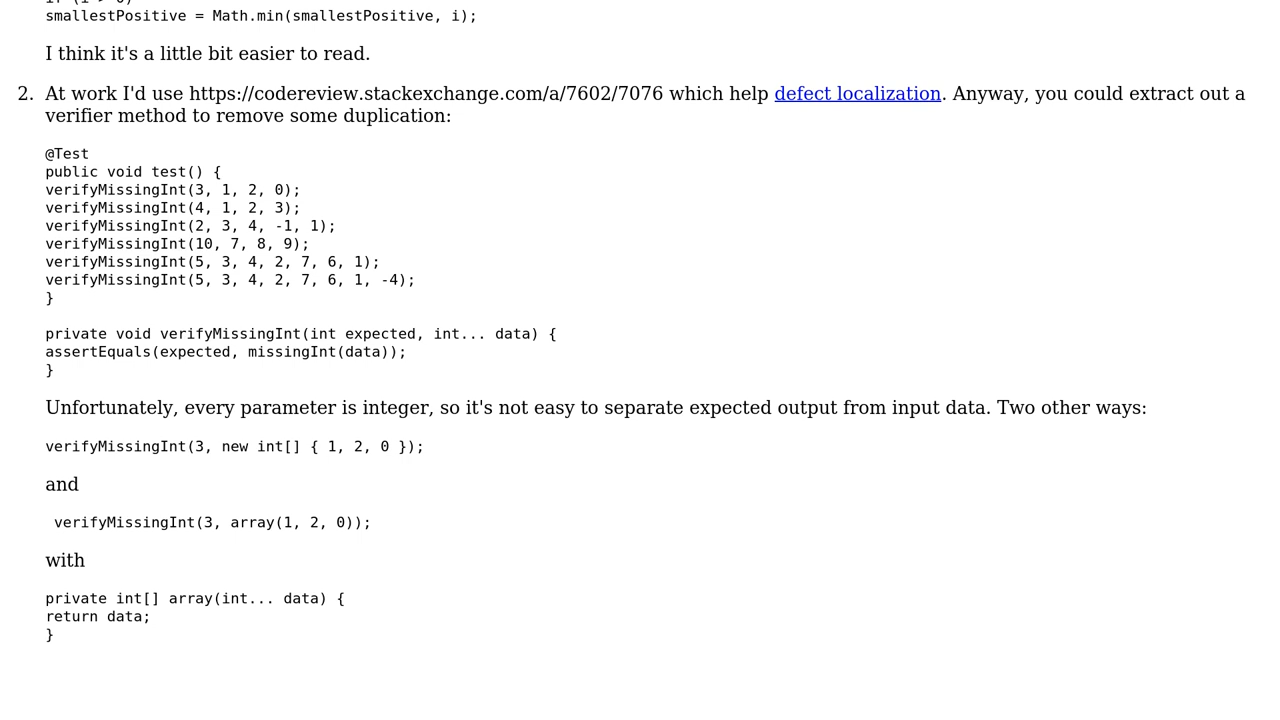 if (i > 0)
smallestPositive = Math.min(smallestPositive, i);
I think it's a little bit easier to read.
2. At work I'd use https://codereview.stackexchange.com/a/7602/7076 which help defect localization. Anyway, you could extract out a
verifier method to remove some duplication:
@Test
public void test() {
verifyMissingInt(3, 1, 2, 0);
verifyMissingInt(4, 1, 2, 3);
verifyMissingInt(2, 3, 4, -1, 1);
verifyMissingInt(10, 7, 8, 9);
verifyMissingInt(5, 3, 4, 2, 7, 6, 1);
verifyMissingInt(5, 3, 4, 2, 7, 6, 1, -4);
}
private void verifyMissingInt(int expected, int... data) {
assertEquals(expected, missingInt(data));
}
Unfortunately, every parameter is integer, so it's not easy to separate expected output from input data. Two other ways:
verifyMissingInt(3, new int[] { 1, 2, 0 });
and
verifyMissingInt(3, array(1, 2, 0));
with
private int[] array(int... data) {
return data;
}